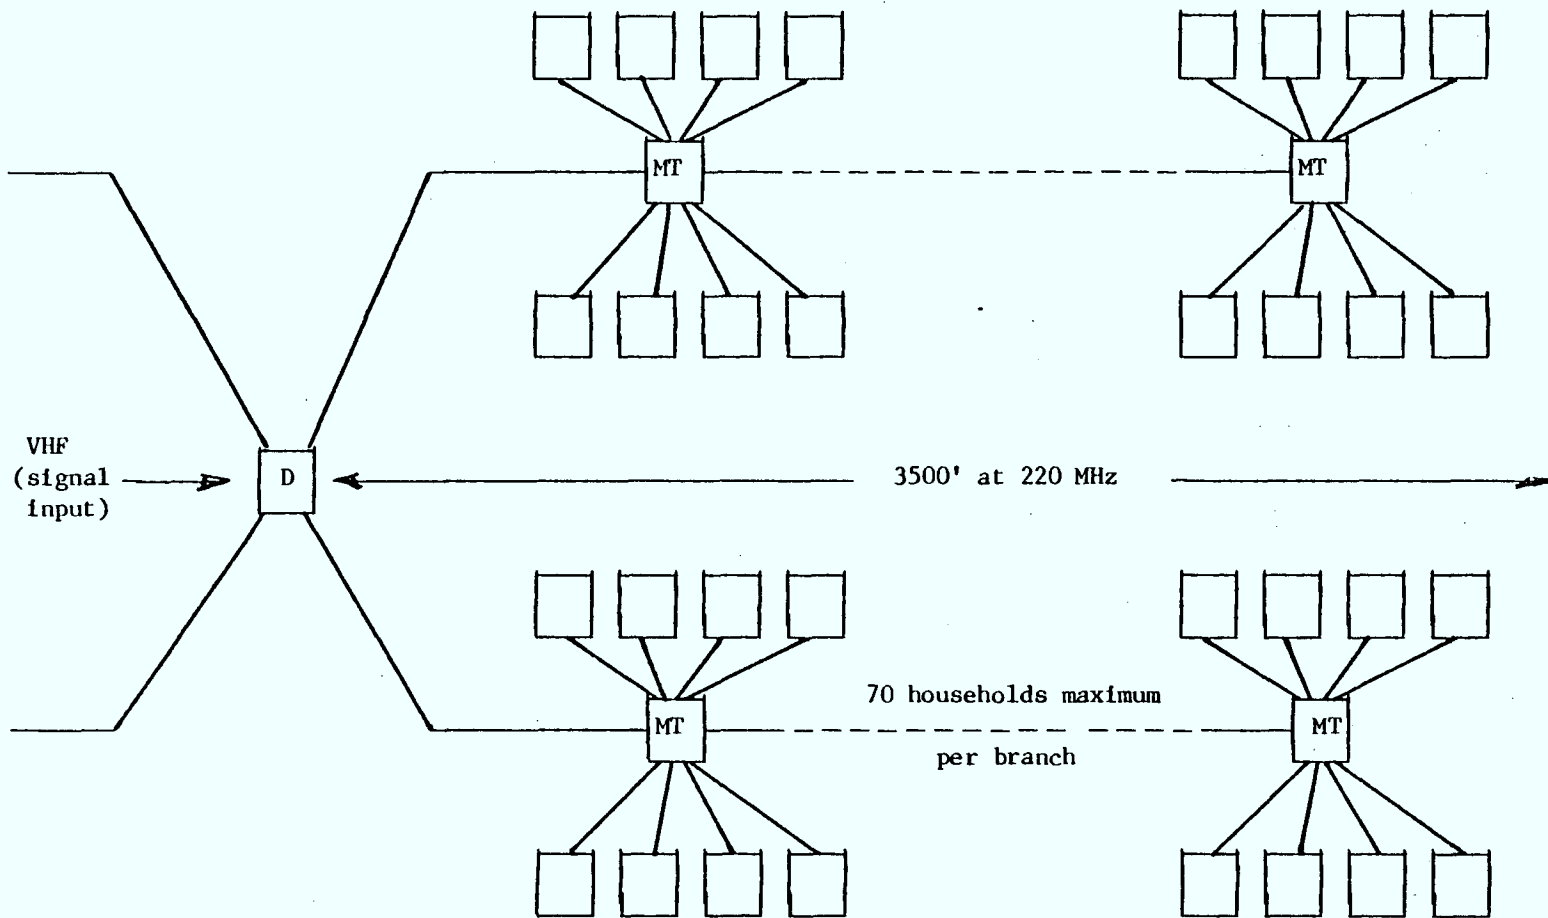 MT
MT
VHF
(signal
input)
D
3500' at 220 MHz
70 households maximum
MT
MT
per branch